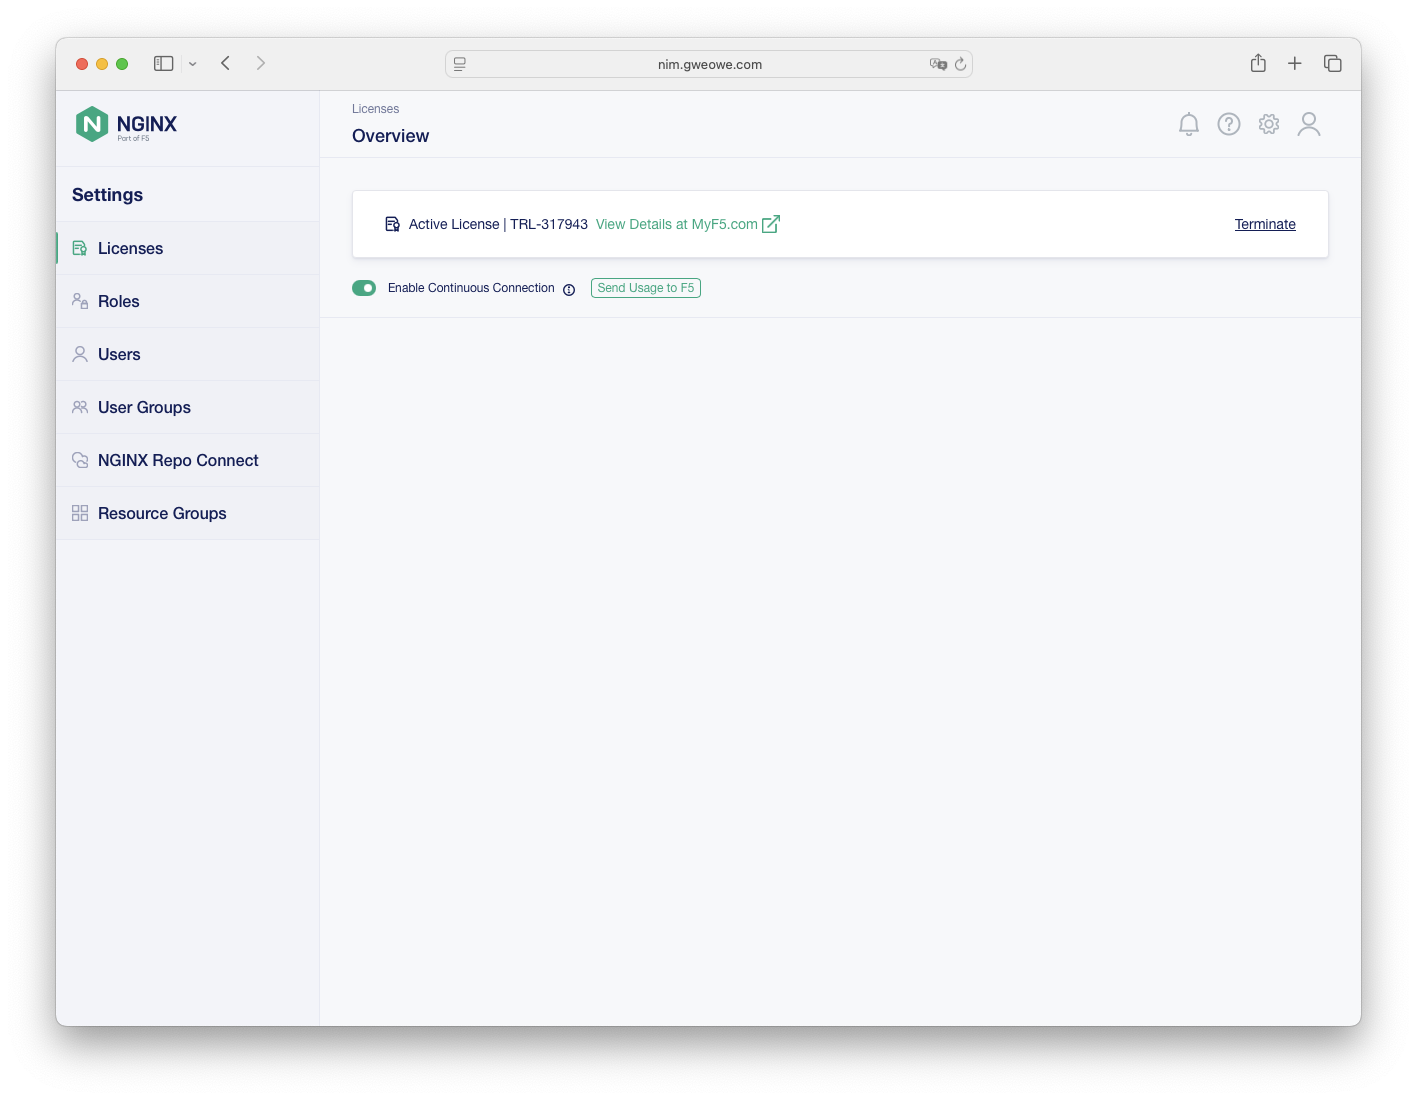 nim.gweowe.com
NGINX
Part of F5
Licenses
Overview
Settings
Licenses
Roles
Users
User Groups
NGINX Repo Connect
Resource Groups
Active License | TRL-317943 View Details at MyF5.com
Terminate
Enable Continuous Connection
Send Usage to F5